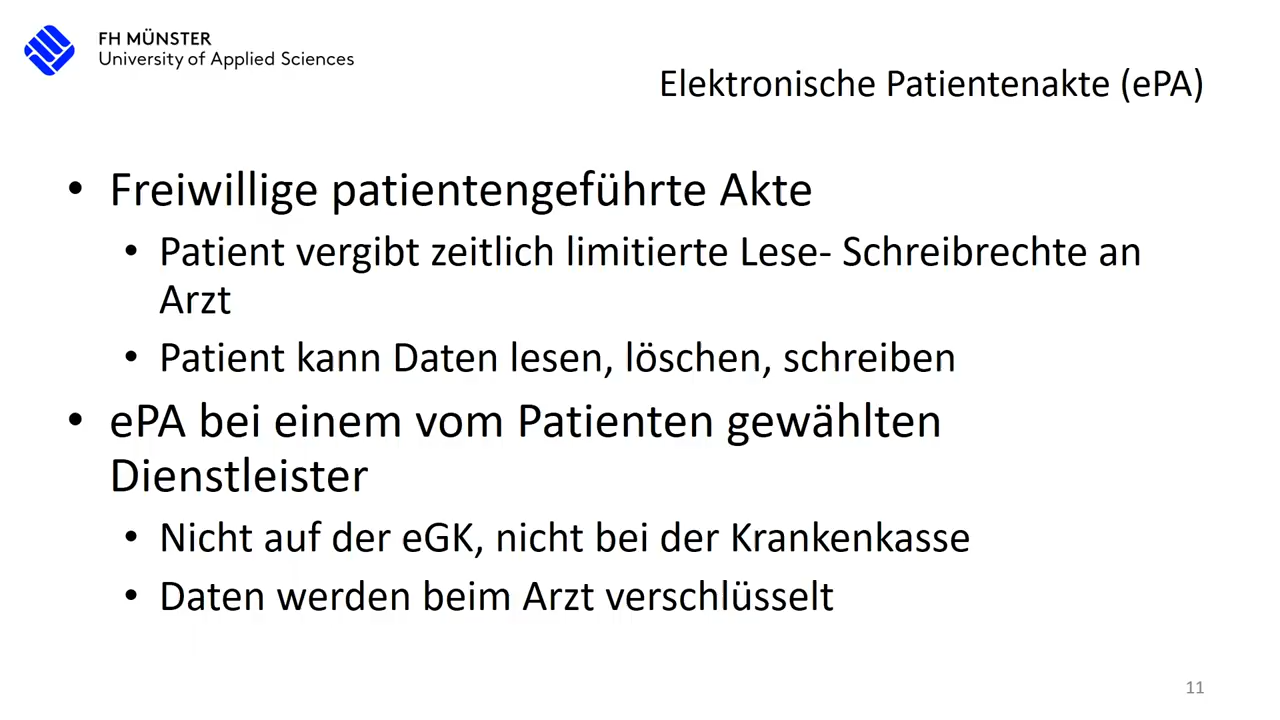 FH MÜNSTER
University of Applied Sciences
Elektronische Patientenakte (ePA)
• Freiwillige patientengeführte Akte
• Patient vergibt zeitlich limitierte Lese- Schreibrechte an
Arzt
• Patient kann Daten lesen, löschen, schreiben
• ePA bei einem vom Patienten gewählten
Dienstleister
• Nicht auf der eGK, nicht bei der Krankenkasse
• Daten werden beim Arzt verschlüsselt
11